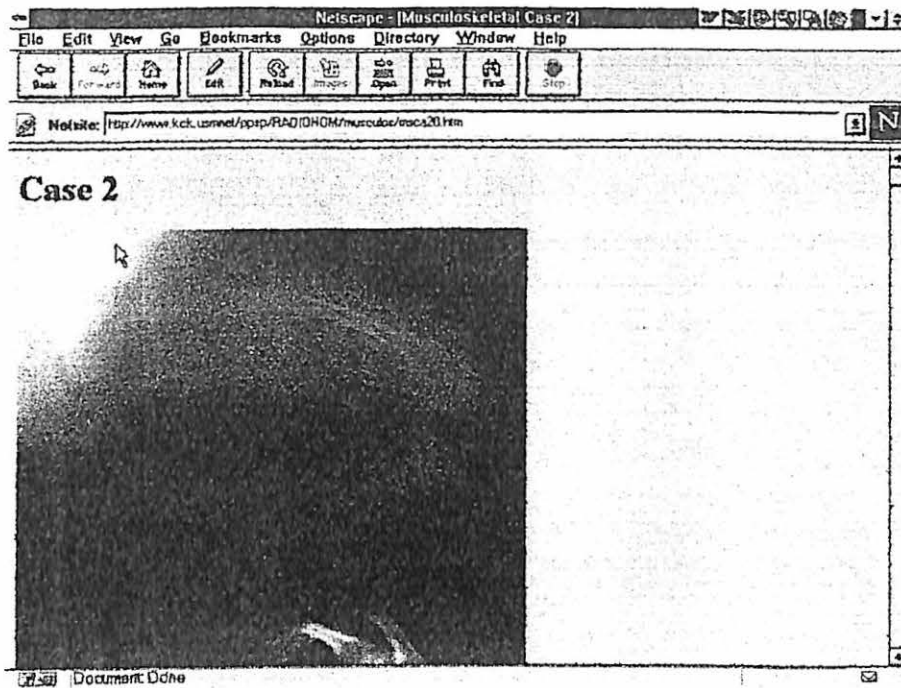 Netscape - [Musculoskeletal Case 2]
File Edit View Go Bookmarks Options Directory Window Help
Back Forward Home Edit Reload Images Open Print Find Stop
Netsite:
N
Case 2
Document: Done